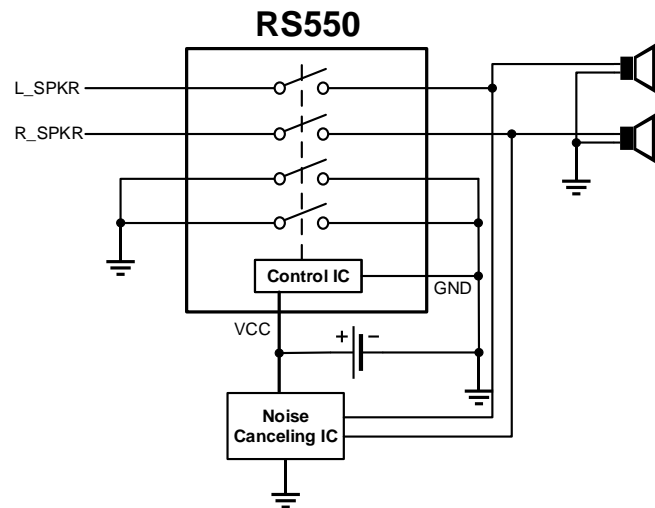 RS550
L_SPKR
R_SPKR
Control IC
GND
VCC
+ −
Noise
Canceling IC